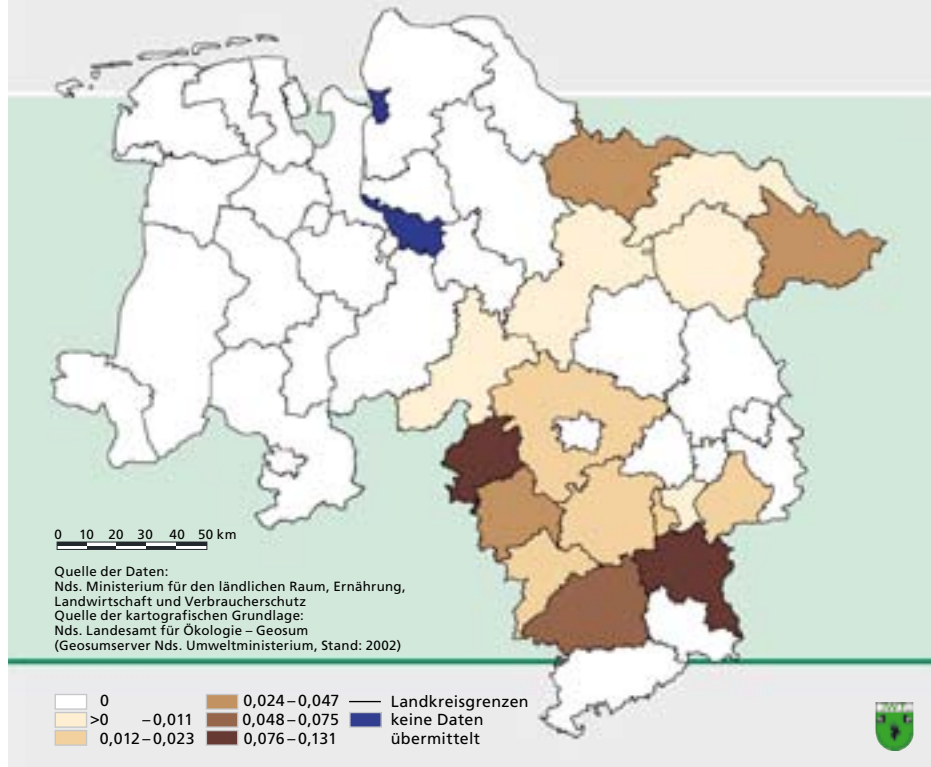 0 10 20 30 40 50 km
Quelle der Daten:
Nds. Ministerium für den ländlichen Raum, Ernährung,
Landwirtschaft und Verbraucherschutz
Quelle der kartografischen Grundlage:
Nds. Landesamt für Ökologie – Geosum
(Geosumserver Nds. Umweltministerium, Stand: 2002)
0 0,024–0,047 Landkreisgrenzen
>0 –0,011 0,048–0,075 keine Daten
0,012–0,023 0,076–0,131 übermittelt